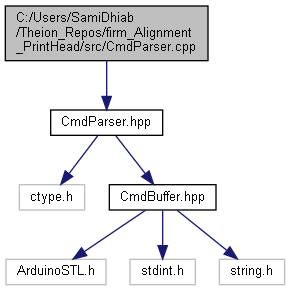 C:/Users/SamiDhiab
/Theion_Repos/firm_Alignment
_PrintHead/src/CmdParser.cpp
CmdParser.hpp
ctype.h
CmdBuffer.hpp
ArduinoSTL.h
stdint.h
string.h